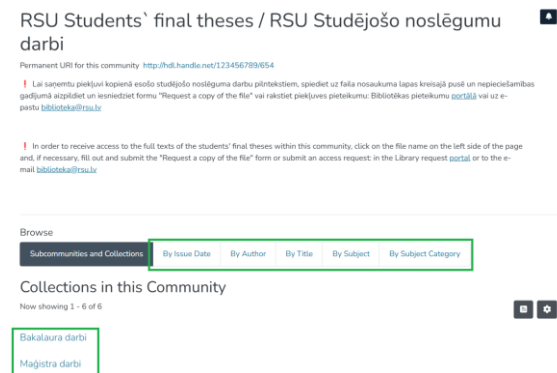 RSU Students` final theses / RSU Studējošo noslēgumu
darbi
Permanent URI for this community http://hdl.handle.net/123456789/654
❗ Lai saņemtu piekļuvi kopienā esošo studējošo noslēguma darbu pilntekstiem, spiediet uz faila nosaukuma lapas kreisajā pusē un nepieciešamības
gadījumā aizpildiet un iesniedziet formu "Request a copy of the file" vai rakstiet piekļuves pieteikumu: Bibliotēkas pieteikumu portālā vai uz e-
pastu biblioteka@rsu.lv
❗ In order to receive access to the full texts of the students' final theses within this community, click on the file name on the left side of the page
and, if necessary, fill out and submit the "Request a copy of the file" form or submit an access request: in the Library request portal or to the e-
mail biblioteka@rsu.lv
Browse
Subcommunities and Collections By Issue Date By Author By Title By Subject By Subject Category
Collections in this Community
Now showing 1 - 6 of 6
Bakalaura darbi
Maģistra darbi